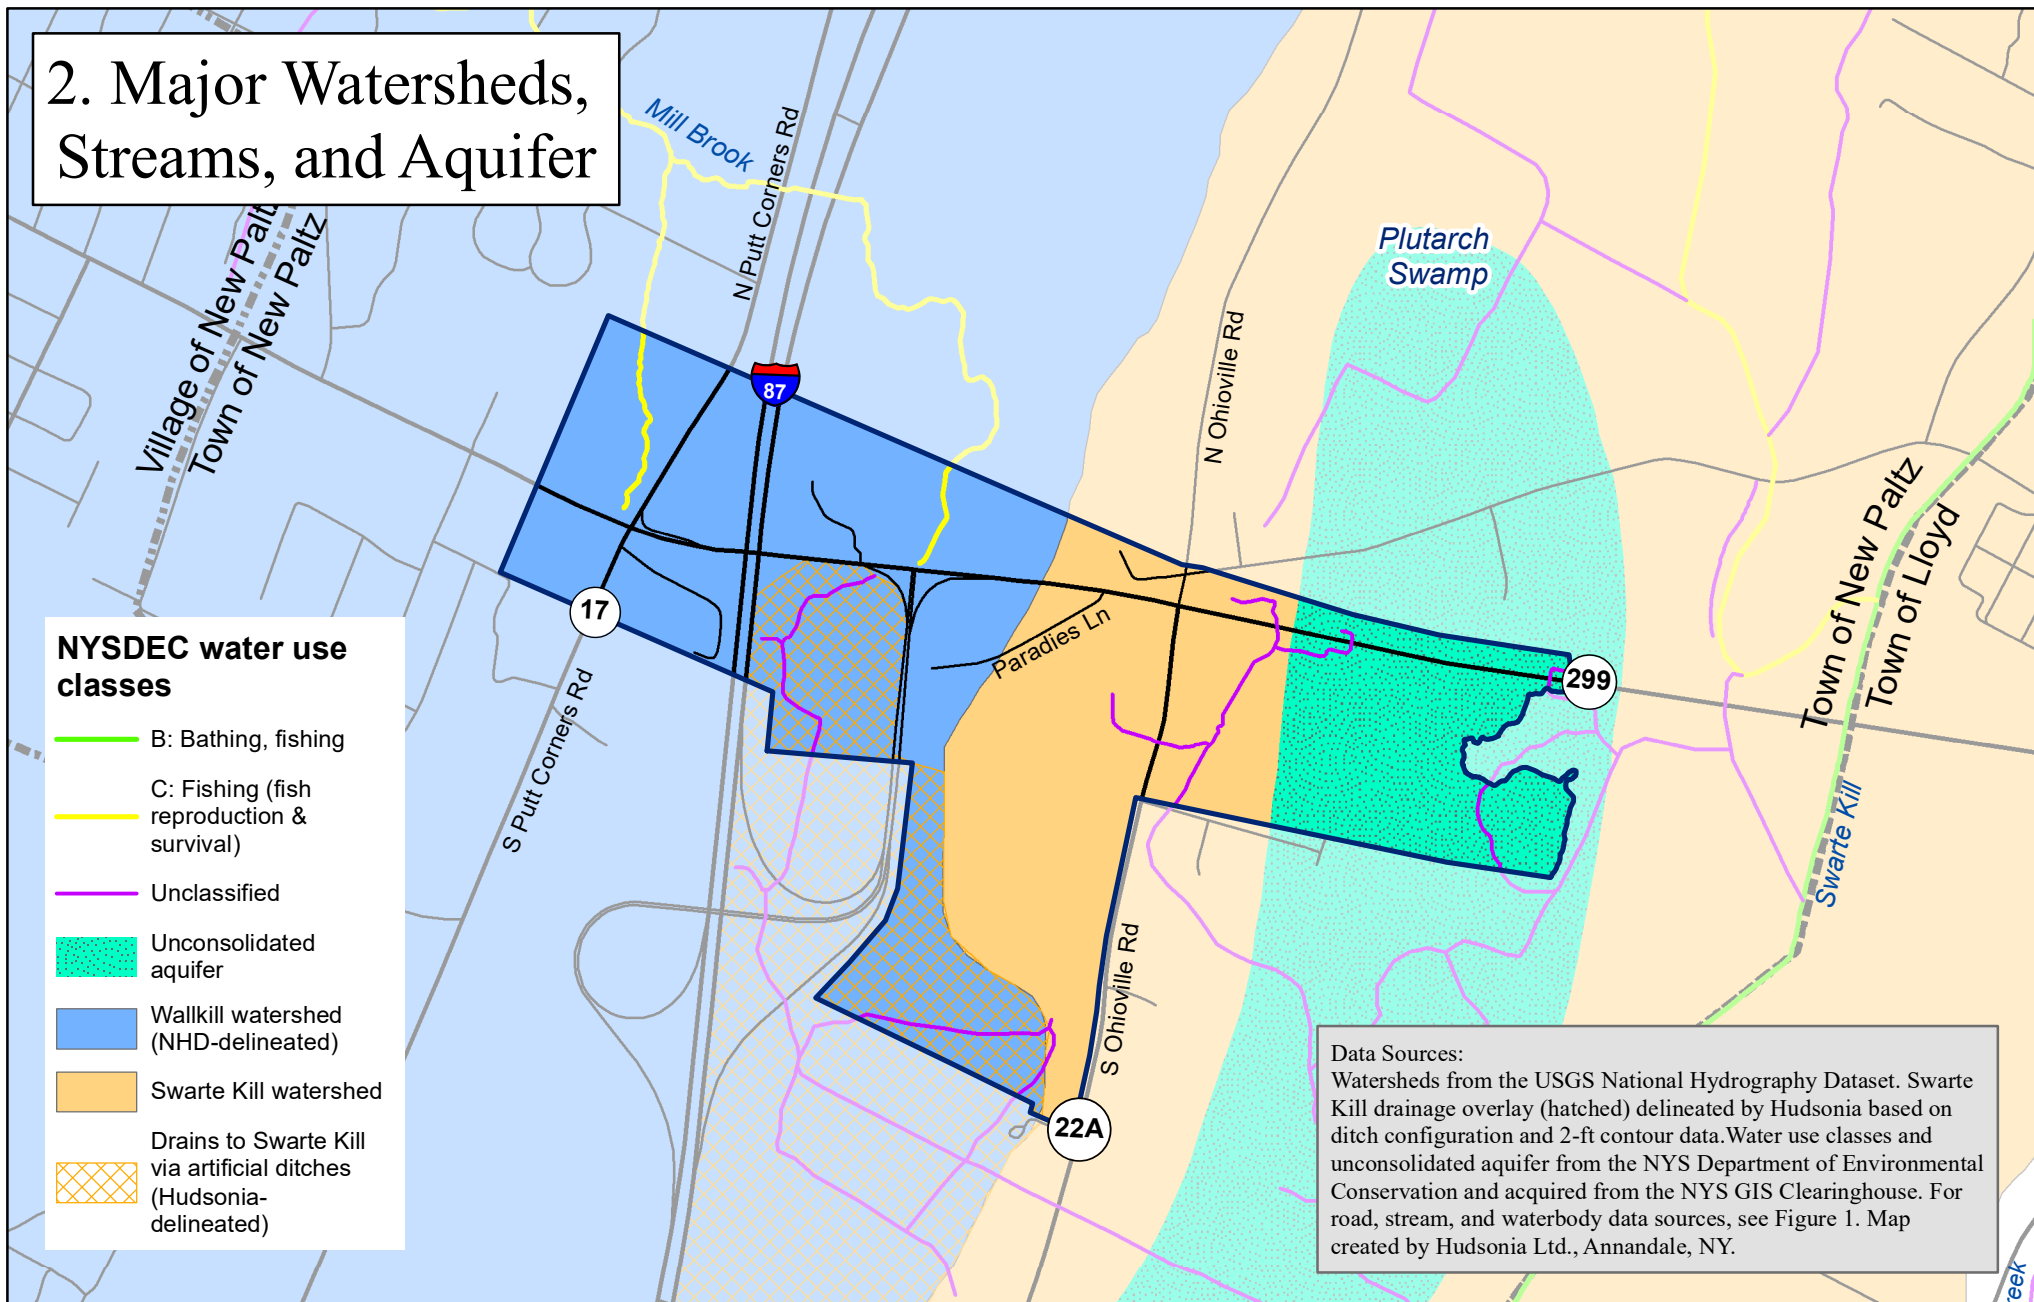 2. Major Watersheds,
Streams, and Aquifer
Mill Brook
N Putt Corners Rd
Village of New Paltz
Town of New Paltz
87
Plutarch
Swamp
N Ohioville Rd
Town of New Paltz
Town of Lloyd
17
Paradies Ln
299
S Putt Corners Rd
Swarte Kill
S Ohioville Rd
22A
NYSDEC water use
classes
B: Bathing, fishing
C: Fishing (fish
reproduction &
survival)
Unclassified
Unconsolidated
aquifer
Wallkill watershed
(NHD-delineated)
Swarte Kill watershed
Drains to Swarte Kill
via artificial ditches
(Hudsonia-
delineated)
Data Sources:
Watersheds from the USGS National Hydrography Dataset. Swarte
Kill drainage overlay (hatched) delineated by Hudsonia based on
ditch configuration and 2-ft contour data.Water use classes and
unconsolidated aquifer from the NYS Department of Environmental
Conservation and acquired from the NYS GIS Clearinghouse. For
road, stream, and waterbody data sources, see Figure 1. Map
created by Hudsonia Ltd., Annandale, NY.